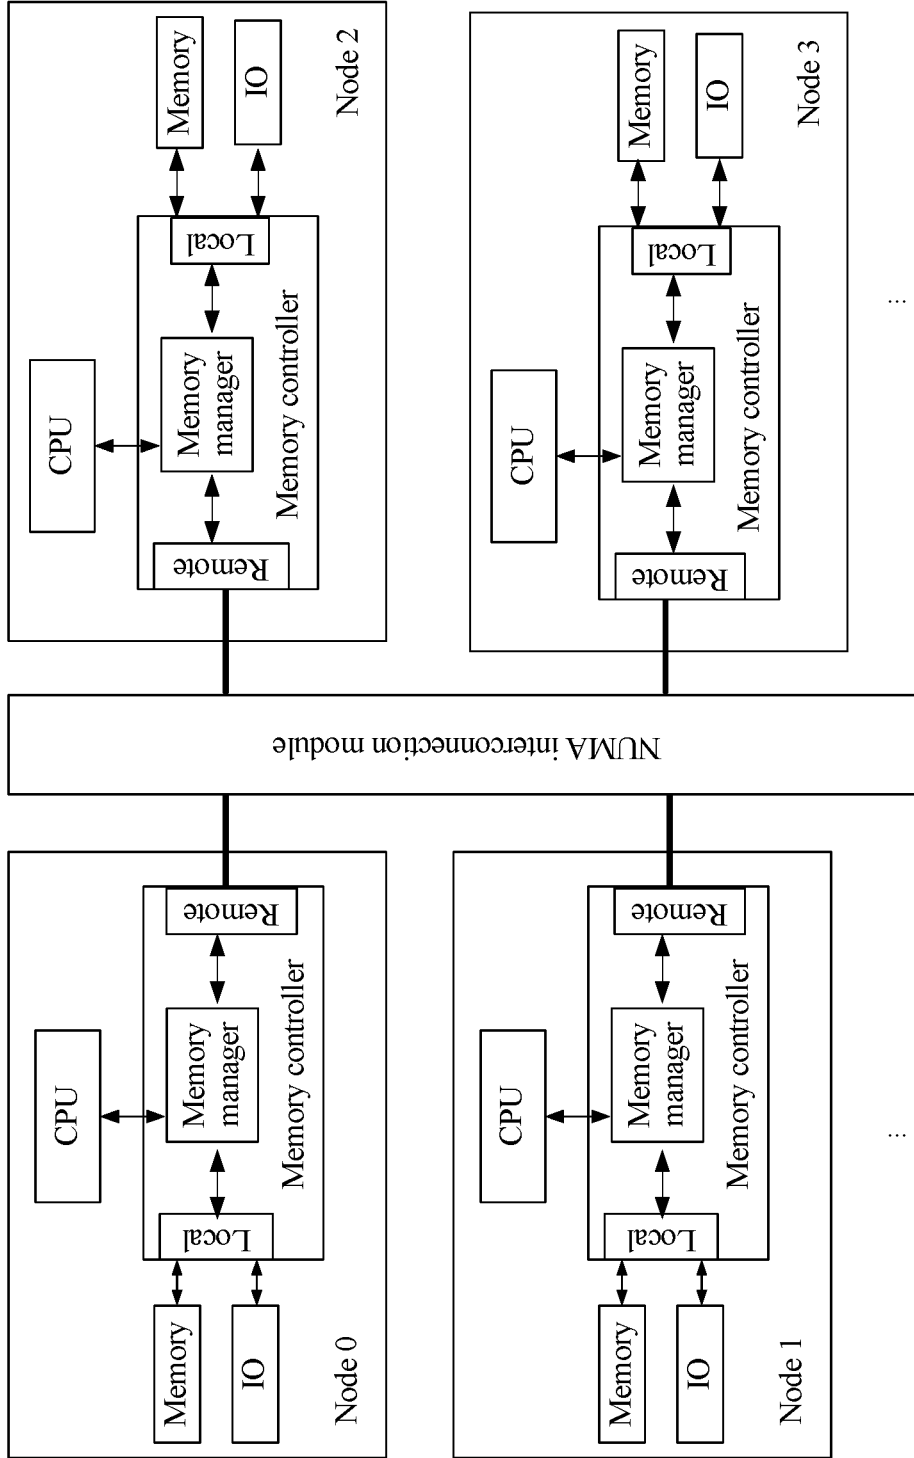 CPU
Memory
Local
Memory
manager
Remote
IO
Memory controller
Node 0
CPU
Remote
Memory
manager
Local
Memory
IO
Memory controller
Node 2
NUMA interconnection module
CPU
Memory
Local
Memory
manager
Remote
IO
Memory controller
Node 1
CPU
Remote
Memory
manager
Local
Memory
IO
Memory controller
Node 3
...
...